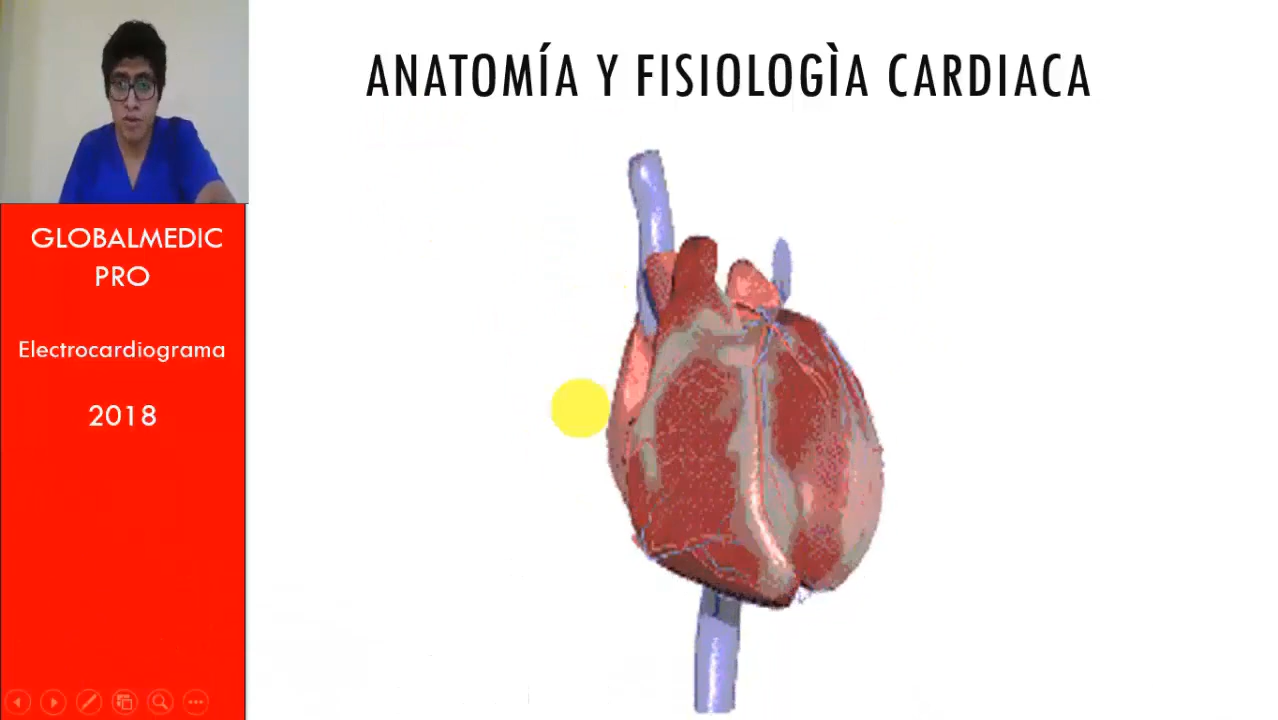 ANATOMÍA Y FISIOLOGÌA CARDIACA
GLOBALMEDIC
PRO
Electrocardiograma
2018